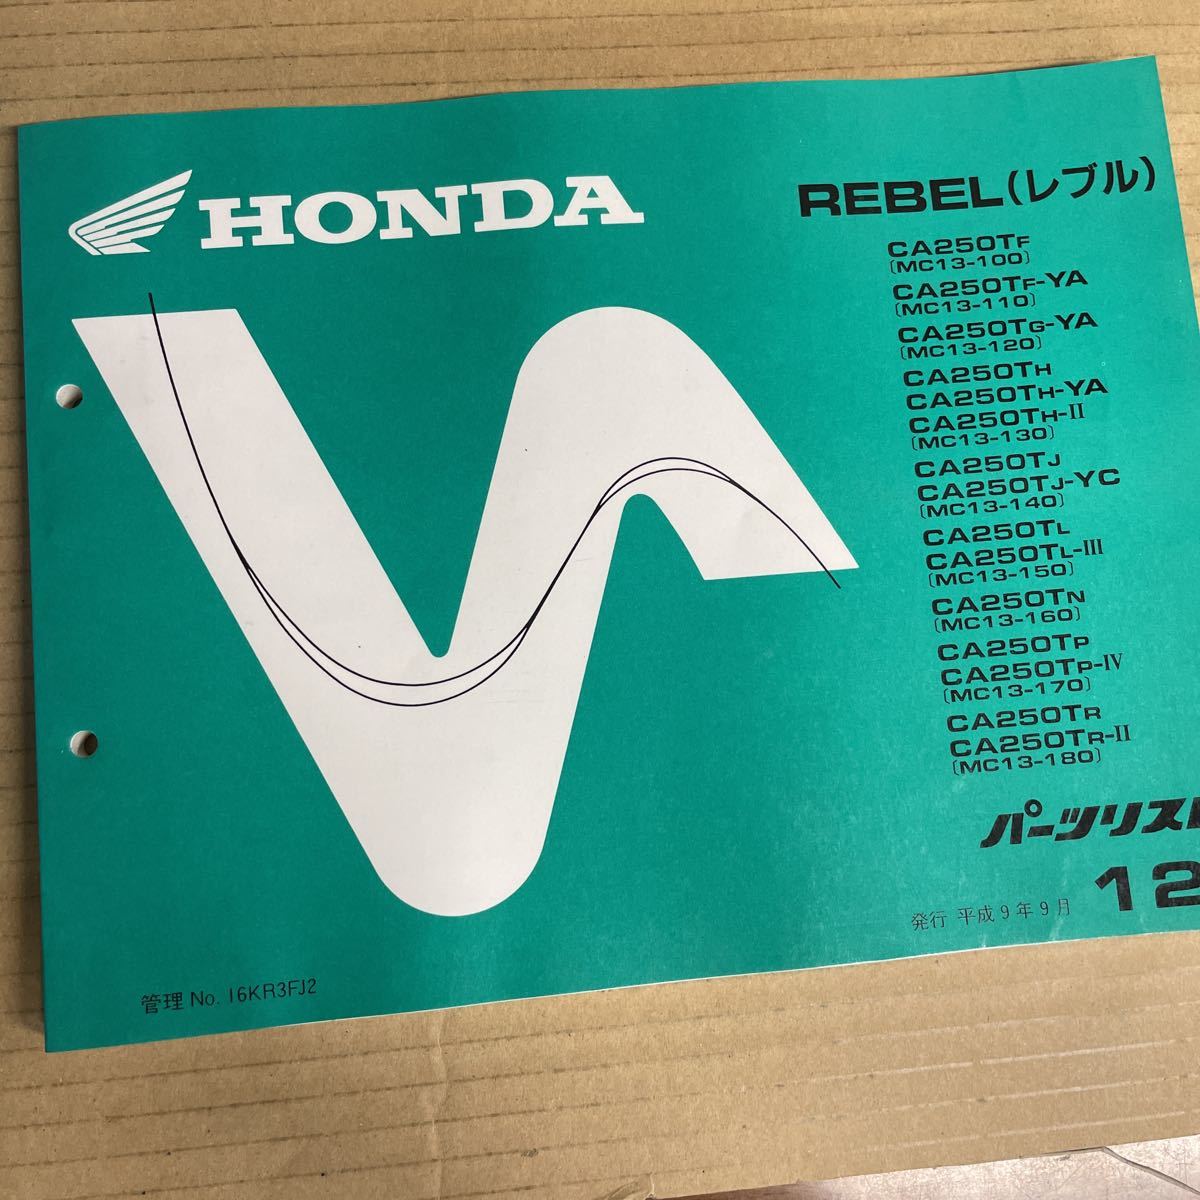 HONDA
REBEL(レブル)
CA250TF
(MC13-100)
CA250TF-YA
(MC13-110)
CA250TG-YA
(MC13-120)
CA250TH
CA250TH-YA
CA250TH-II
(MC13-130)
CA250TJ
CA250TJ-YC
(MC13-140)
CA250TL
CA250TL-III
(MC13-150)
CA250TN
(MC13-160)
CA250TP
CA250TP-IV
(MC13-170)
CA250TR
CA250TR-II
(MC13-180)
パーツリスト
12
発行 平成9年9月
管理 No. 16KR3FJ2